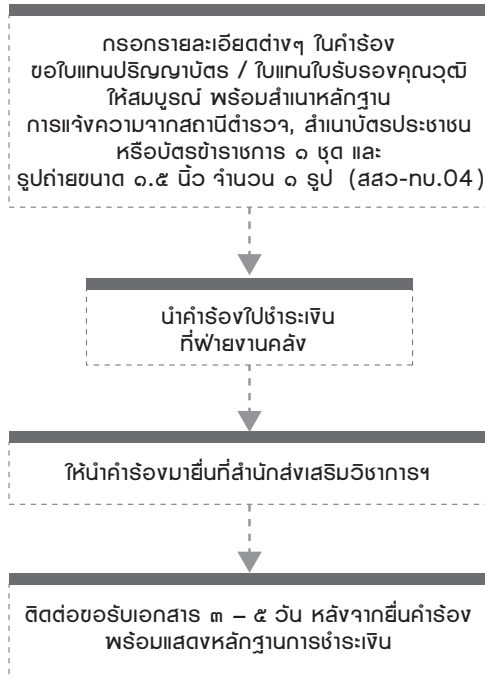 กรอกรายละเอียดต่างๆ ในคำร้อง
ขอใบแทนปริญญาบัตร / ใบแทนใบรับรองคุณวุฒิ
ให้สมบูรณ์ พร้อมสำเนาหลักฐาน
การแจ้งความจากสถานีตำรวจ, สำเนาบัตรประชาชน
หรือบัตรข้าราชการ ๑ ชุด และ
รูปถ่ายขนาด ๑.๕ นิ้ว จำนวน ๑ รูป (สสว-ทบ.04)
นำคำร้องไปชำระเงิน
ที่ฝ่ายงานคลัง
ให้นำคำร้องมายื่นที่สำนักส่งเสริมวิชาการฯ
ติดต่อขอรับเอกสาร ๓ – ๕ วัน หลังจากยื่นคำร้อง
พร้อมแสดงหลักฐานการชำระเงิน